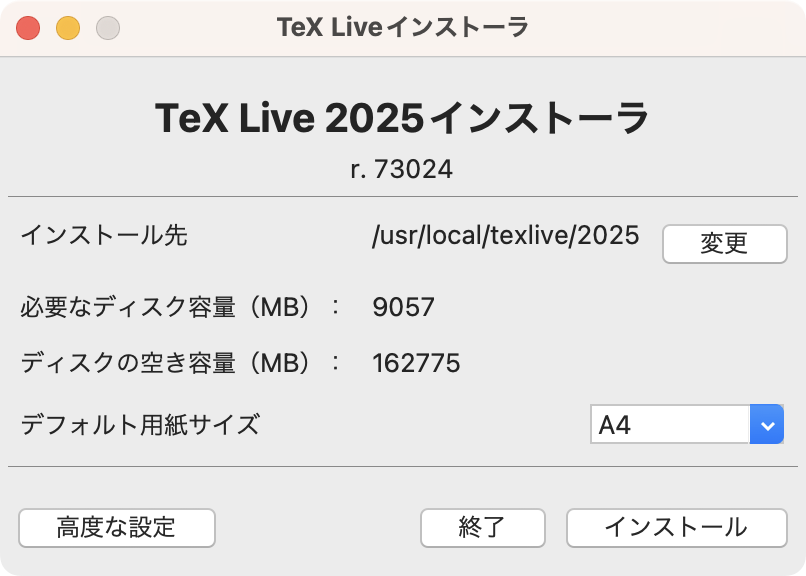 TeX Liveインストーラ
TeX Live 2025インストーラ
r. 73024
インストール先 /usr/local/texlive/2025 変更
必要なディスク容量（MB）： 9057
ディスクの空き容量（MB）： 162775
デフォルト用紙サイズ A4
高度な設定 終了 インストール